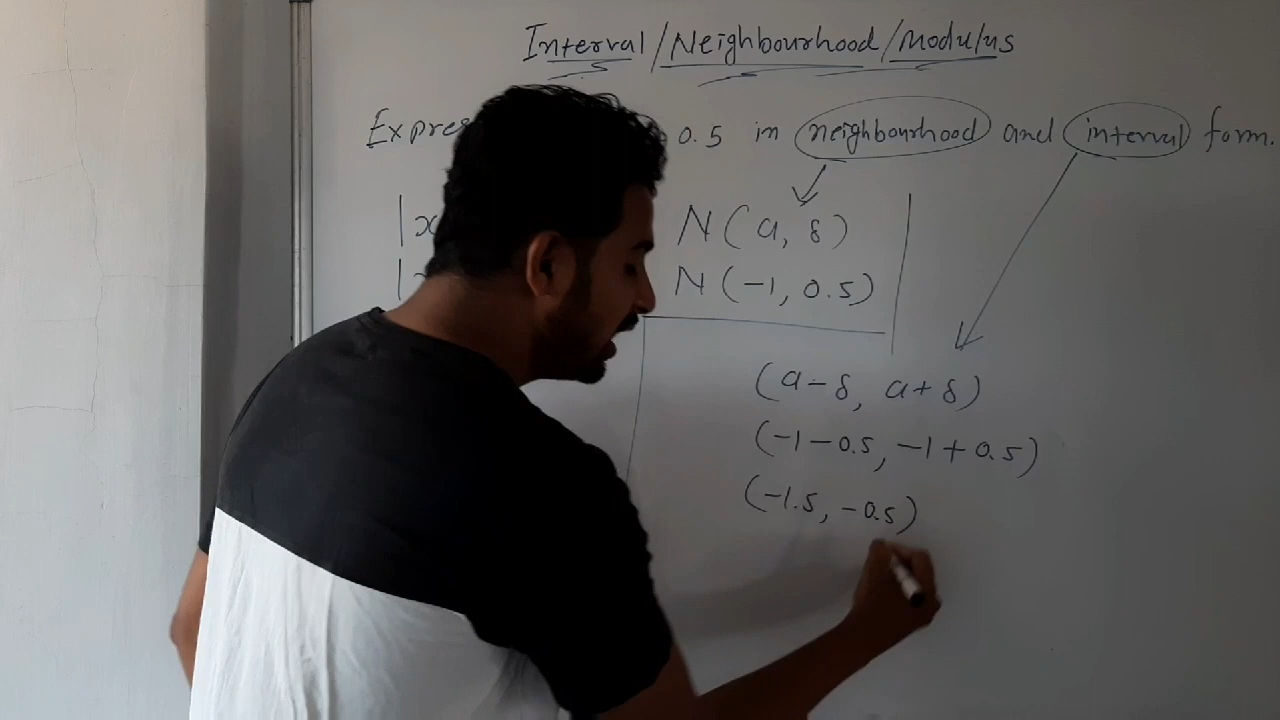 Interval/Neighbourhood/Modulus
0.5 in neighbourhood and interval form.
N(a, δ)
N(-1, 0.5)
(a-δ, a+δ)
(-1-0.5, -1+0.5)
(-1.5, -0.5)